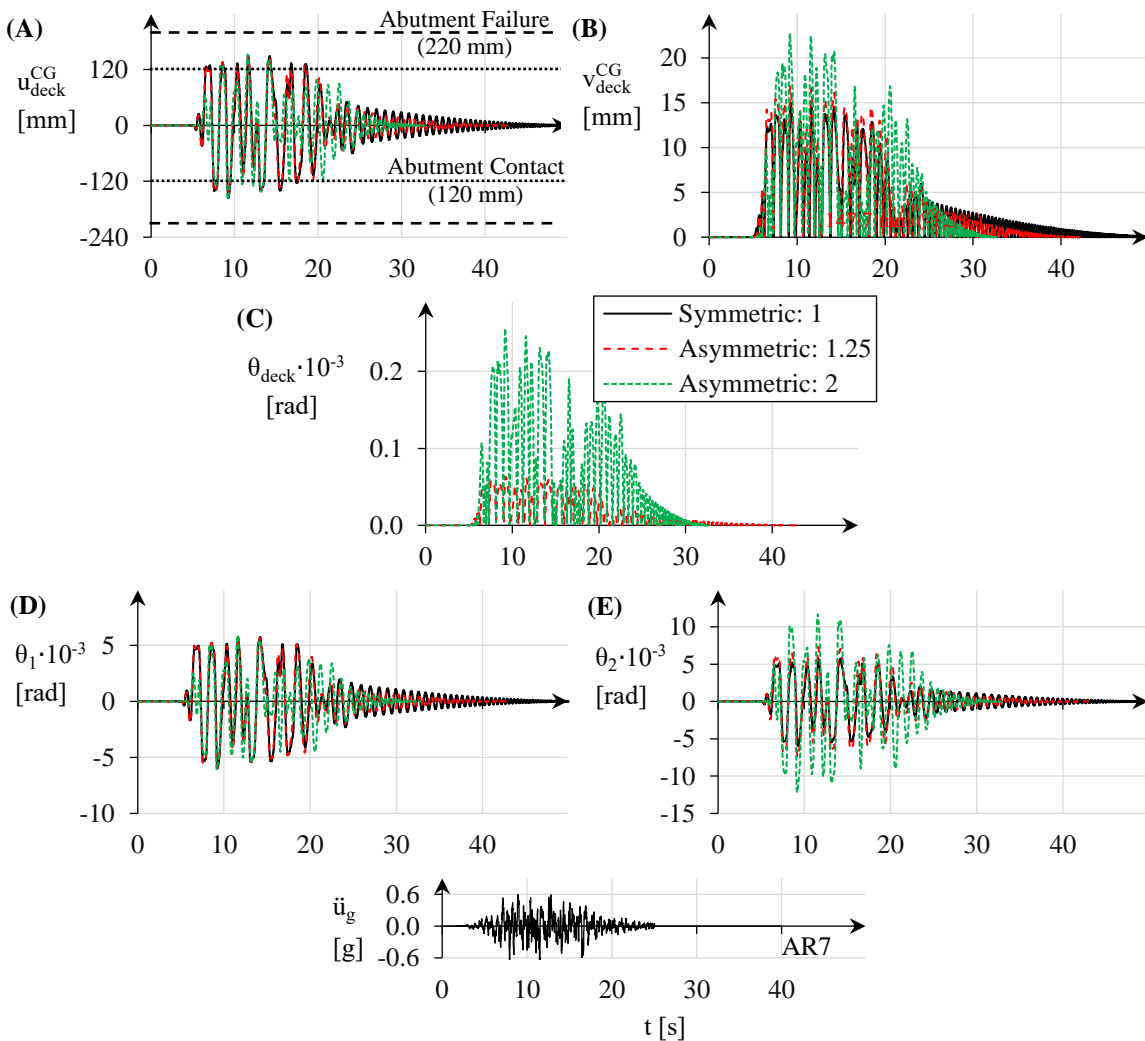 (A)
Abutment Failure
(220 mm)
120
u_deck^CG
[mm]
0
-120
-240
Abutment Contact
(120 mm)
0 10 20 30 40
(B)
v_deck^CG
[mm]
20
15
10
5
0
0 10 20 30 40
(C)
θ_deck·10^-3
[rad]
0.2
0.1
0.0
0 10 20 30 40
Symmetric: 1
Asymmetric: 1.25
Asymmetric: 2
(D)
θ_1·10^-3
[rad]
5
0
-5
-10
0 10 20 30 40
(E)
θ_2·10^-3
[rad]
10
5
0
-5
-10
-15
0 10 20 30 40
ü_g
[g]
0.6
0.0
-0.6
AR7
0 10 20 30 40
t [s]